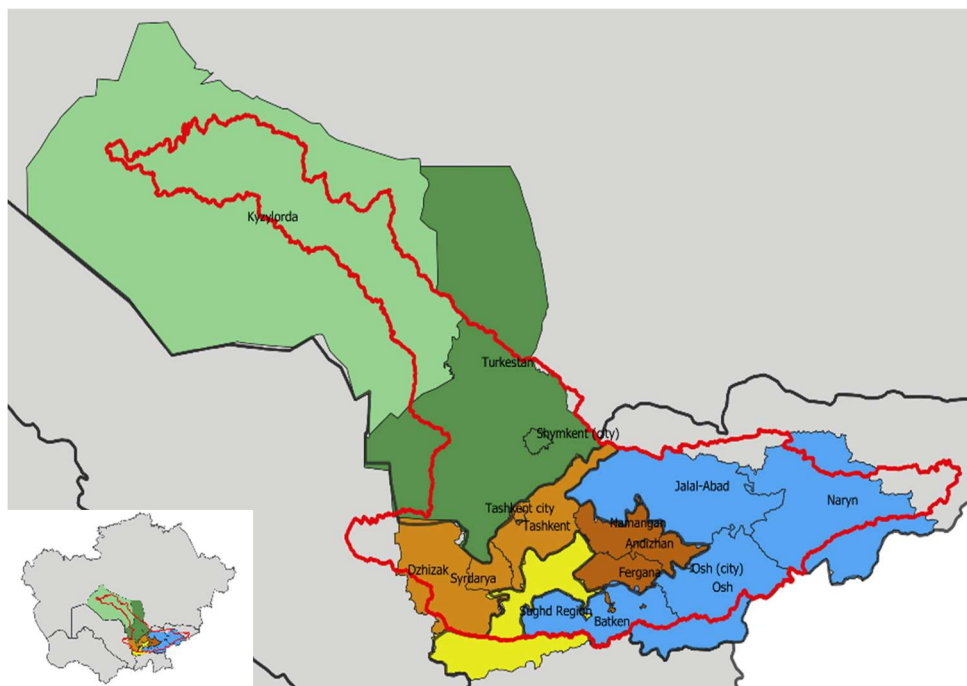 Kyzylorda
Turkestan
Shymkent (city)
Jalal-Abad
Naryn
Tashkent city
Tashkent
Namangan
Andizhan
Dzhizak
Syrdarya
Fergana
Osh (city)
Osh
Sughd Region
Batken